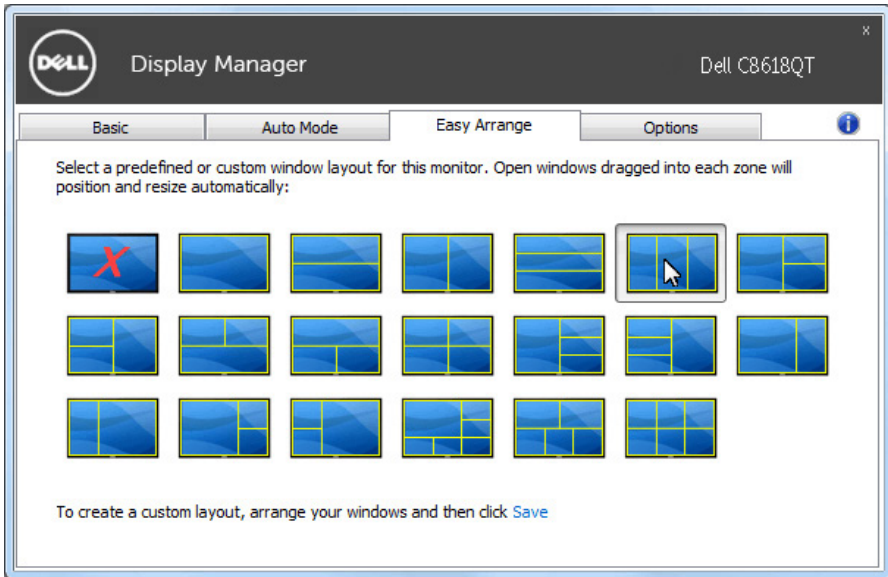 DELL
Display Manager
Dell C8618QT
x
Basic
Auto Mode
Easy Arrange
Options
i
Select a predefined or custom window layout for this monitor. Open windows dragged into each zone will
position and resize automatically:
X
To create a custom layout, arrange your windows and then click Save